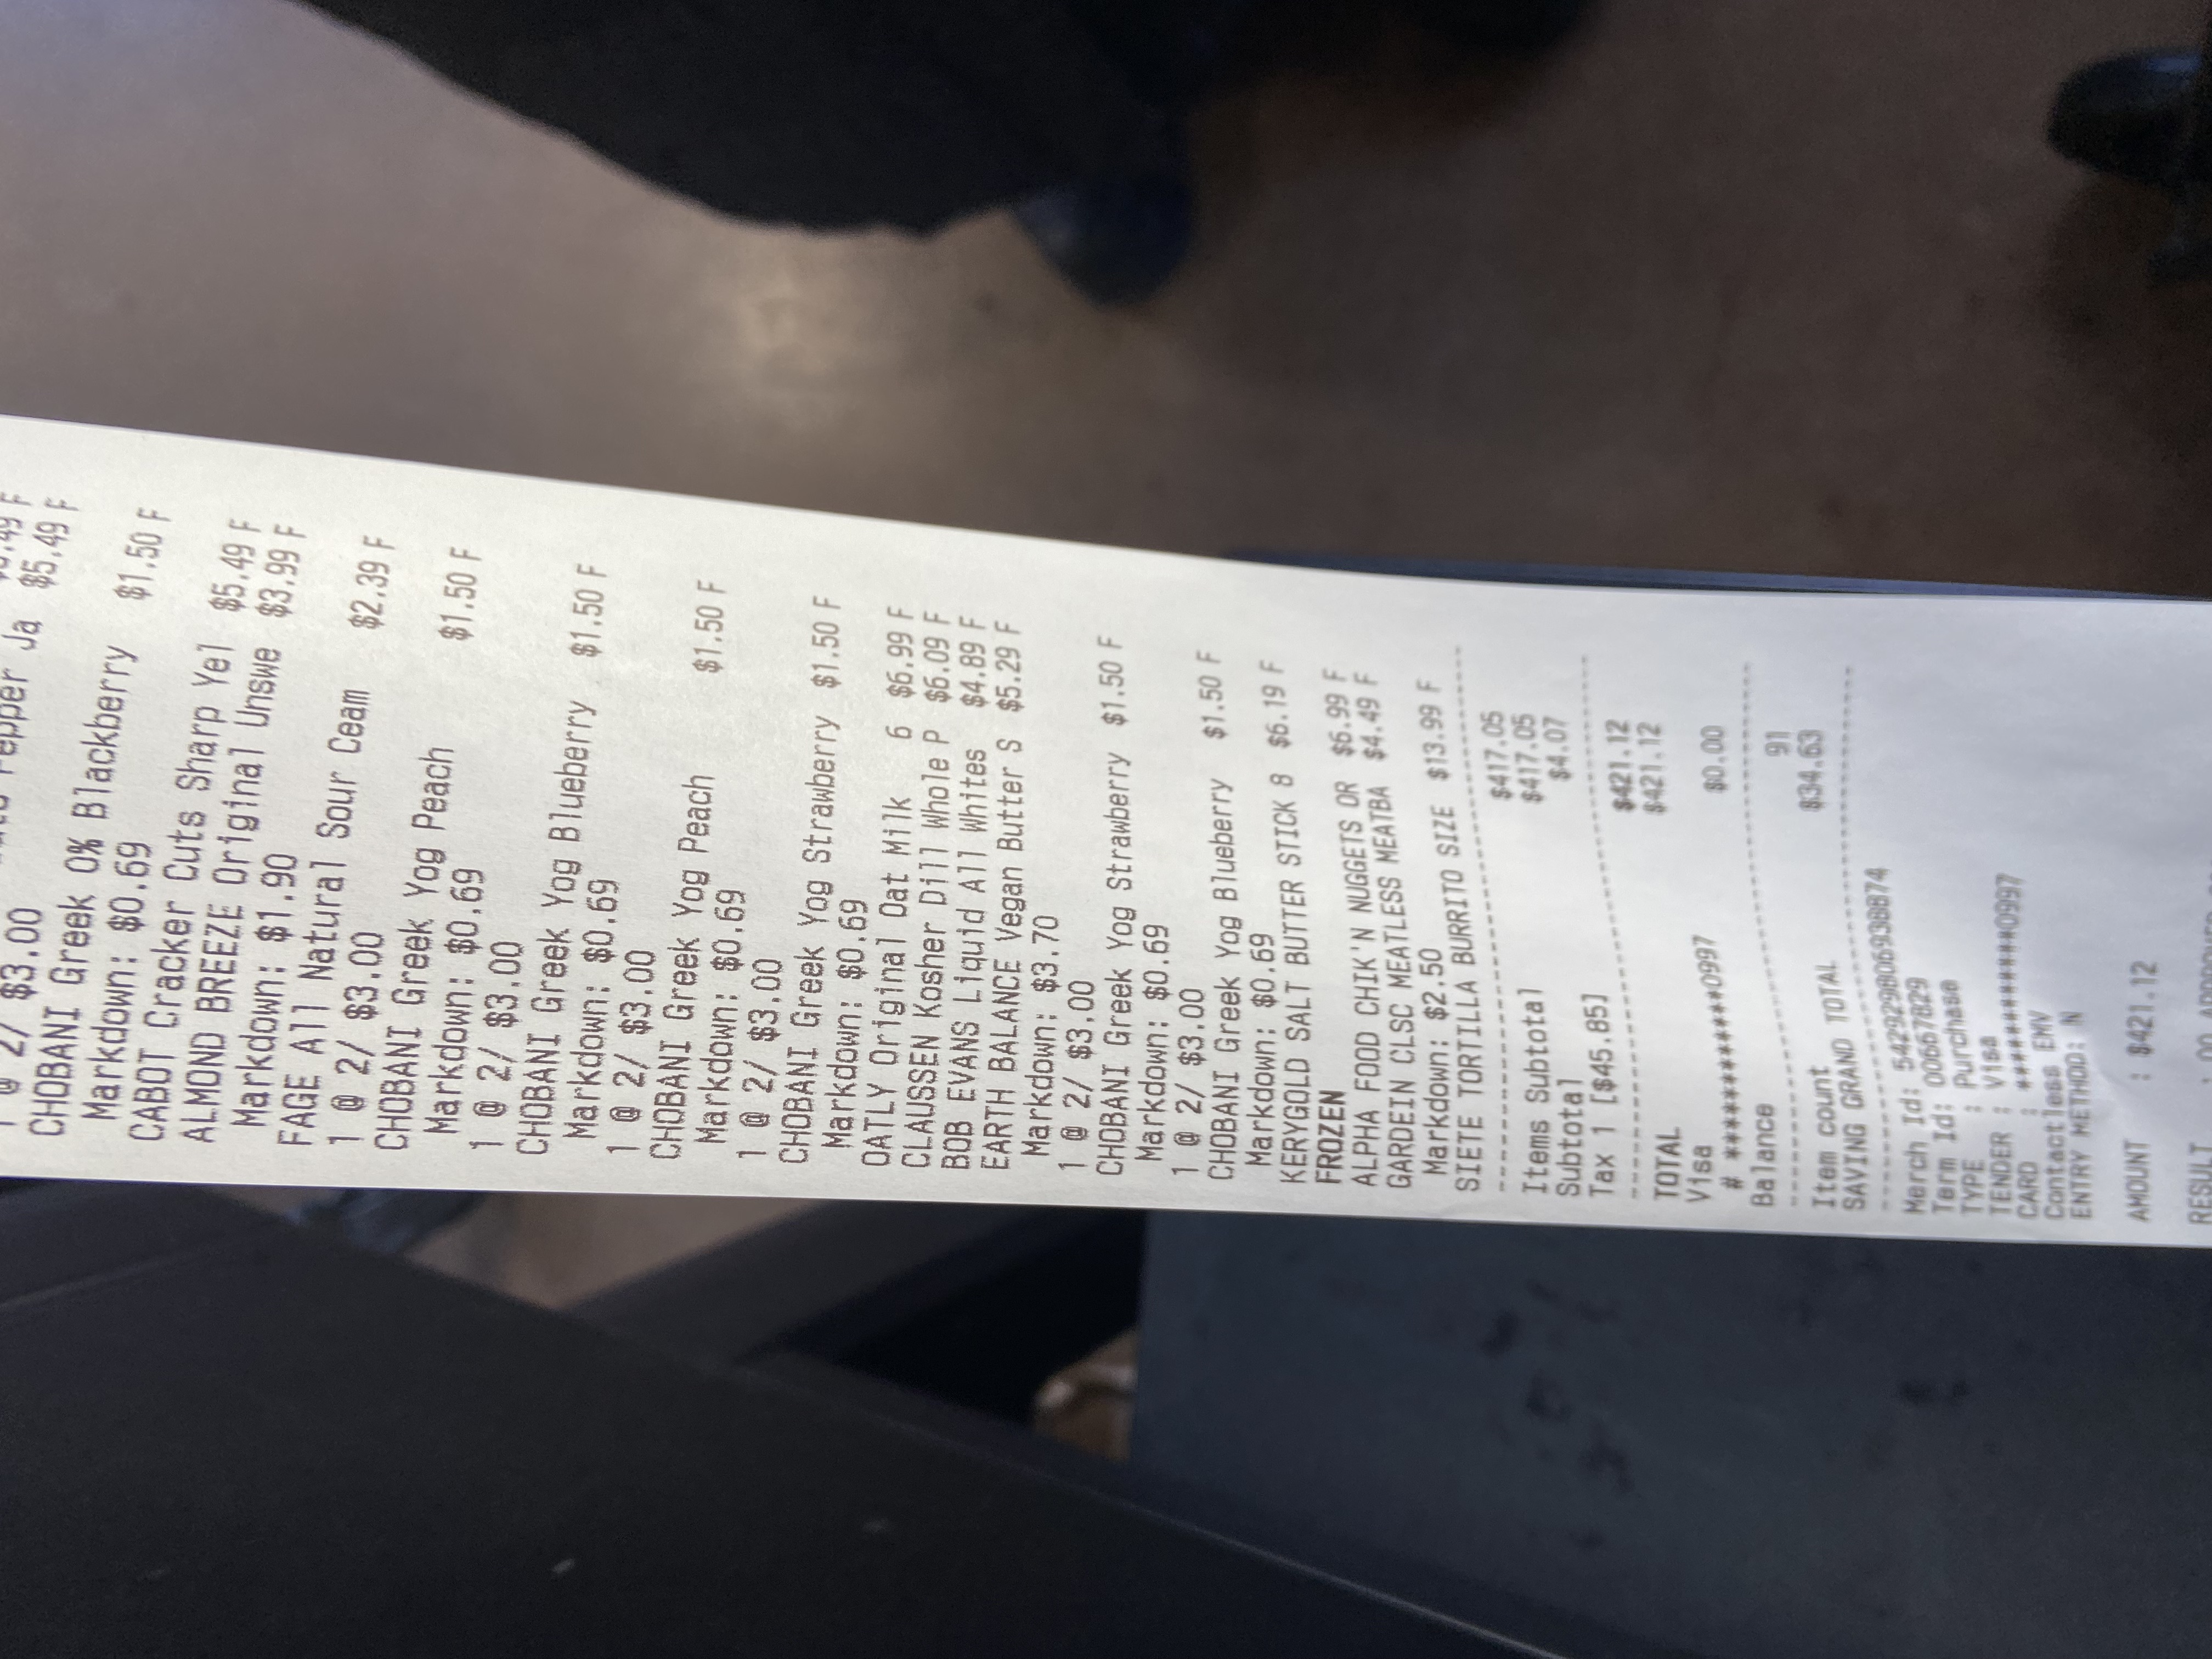 Pepper Ja $5.49 F
1 @ 2/ $3.00
CHOBANI Greek 0% Blackberry $1.50 F
Markdown: $0.69
CABOT Cracker Cuts Sharp Yel $5.49 F
ALMOND BREEZE Original Unswe $3.99 F
Markdown: $1.90
FAGE All Natural Sour Ceam $2.39 F
1 @ 2/ $3.00
CHOBANI Greek Yog Peach $1.50 F
Markdown: $0.69
1 @ 2/ $3.00
CHOBANI Greek Yog Blueberry $1.50 F
Markdown: $0.69
1 @ 2/ $3.00
CHOBANI Greek Yog Peach $1.50 F
Markdown: $0.69
1 @ 2/ $3.00
CHOBANI Greek Yog Strawberry $1.50 F
Markdown: $0.69
OATLY Original Oat Milk 6 $6.99 F
CLAUSSEN Kosher Dill Whole P $6.09 F
BOB EVANS Liquid All Whites $4.89 F
EARTH BALANCE Vegan Butter S $5.29 F
Markdown: $3.70
1 @ 2/ $3.00
CHOBANI Greek Yog Strawberry $1.50 F
Markdown: $0.69
1 @ 2/ $3.00
CHOBANI Greek Yog Blueberry $1.50 F
Markdown: $0.69
KERYGOLD SALT BUTTER STICK 8 $6.19 F
FROZEN
ALPHA FOOD CHIK'N NUGGETS OR $6.99 F
GARDEIN CLSC MEATLESS MEATBA $4.49 F
Markdown: $2.50
SIETE TORTILLA BURRITO SIZE $13.99 F
Items Subtotal $417.05
Subtotal $417.05
Tax 1 [$45.85] $4.07
TOTAL $421.12
Visa $421.12
# ************0997
Balance $0.00
Item count 91
SAVING GRAND TOTAL $34.63
Merch Id: 542929806938874
Term Id: 00667829
TYPE : Purchase
TENDER : Visa
CARD : ************0997
Contactless EMV
ENTRY METHOD: N
AMOUNT : $421.12
RESULT : 00 APPROVED